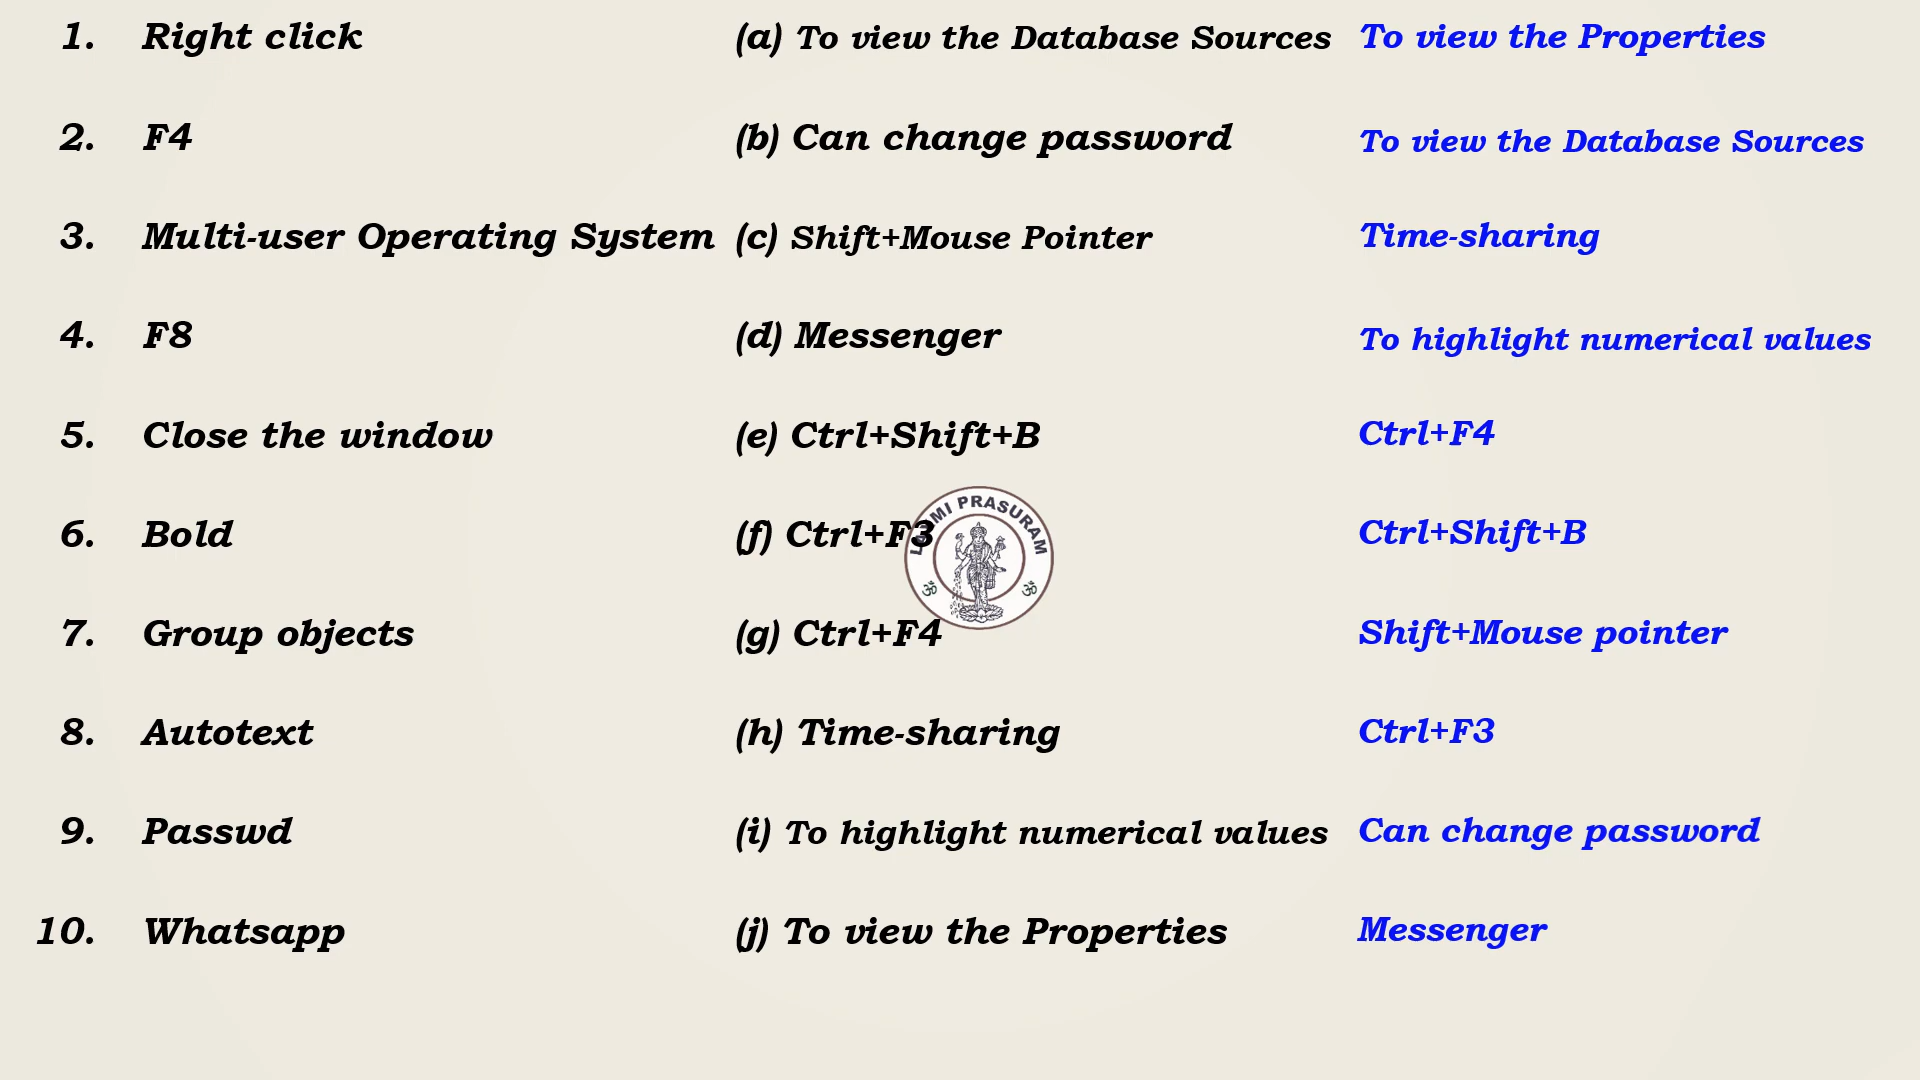 1. Right click (a) To view the Database Sources To view the Properties
2. F4 (b) Can change password To view the Database Sources
3. Multi-user Operating System (c) Shift+Mouse Pointer Time-sharing
4. F8 (d) Messenger To highlight numerical values
5. Close the window (e) Ctrl+Shift+B Ctrl+F4
6. Bold (f) Ctrl+F3 Ctrl+Shift+B
PRASURAM
ॐ ॐ
7. Group objects (g) Ctrl+F4 Shift+Mouse pointer
8. Autotext (h) Time-sharing Ctrl+F3
9. Passwd (i) To highlight numerical values Can change password
10. Whatsapp (j) To view the Properties Messenger